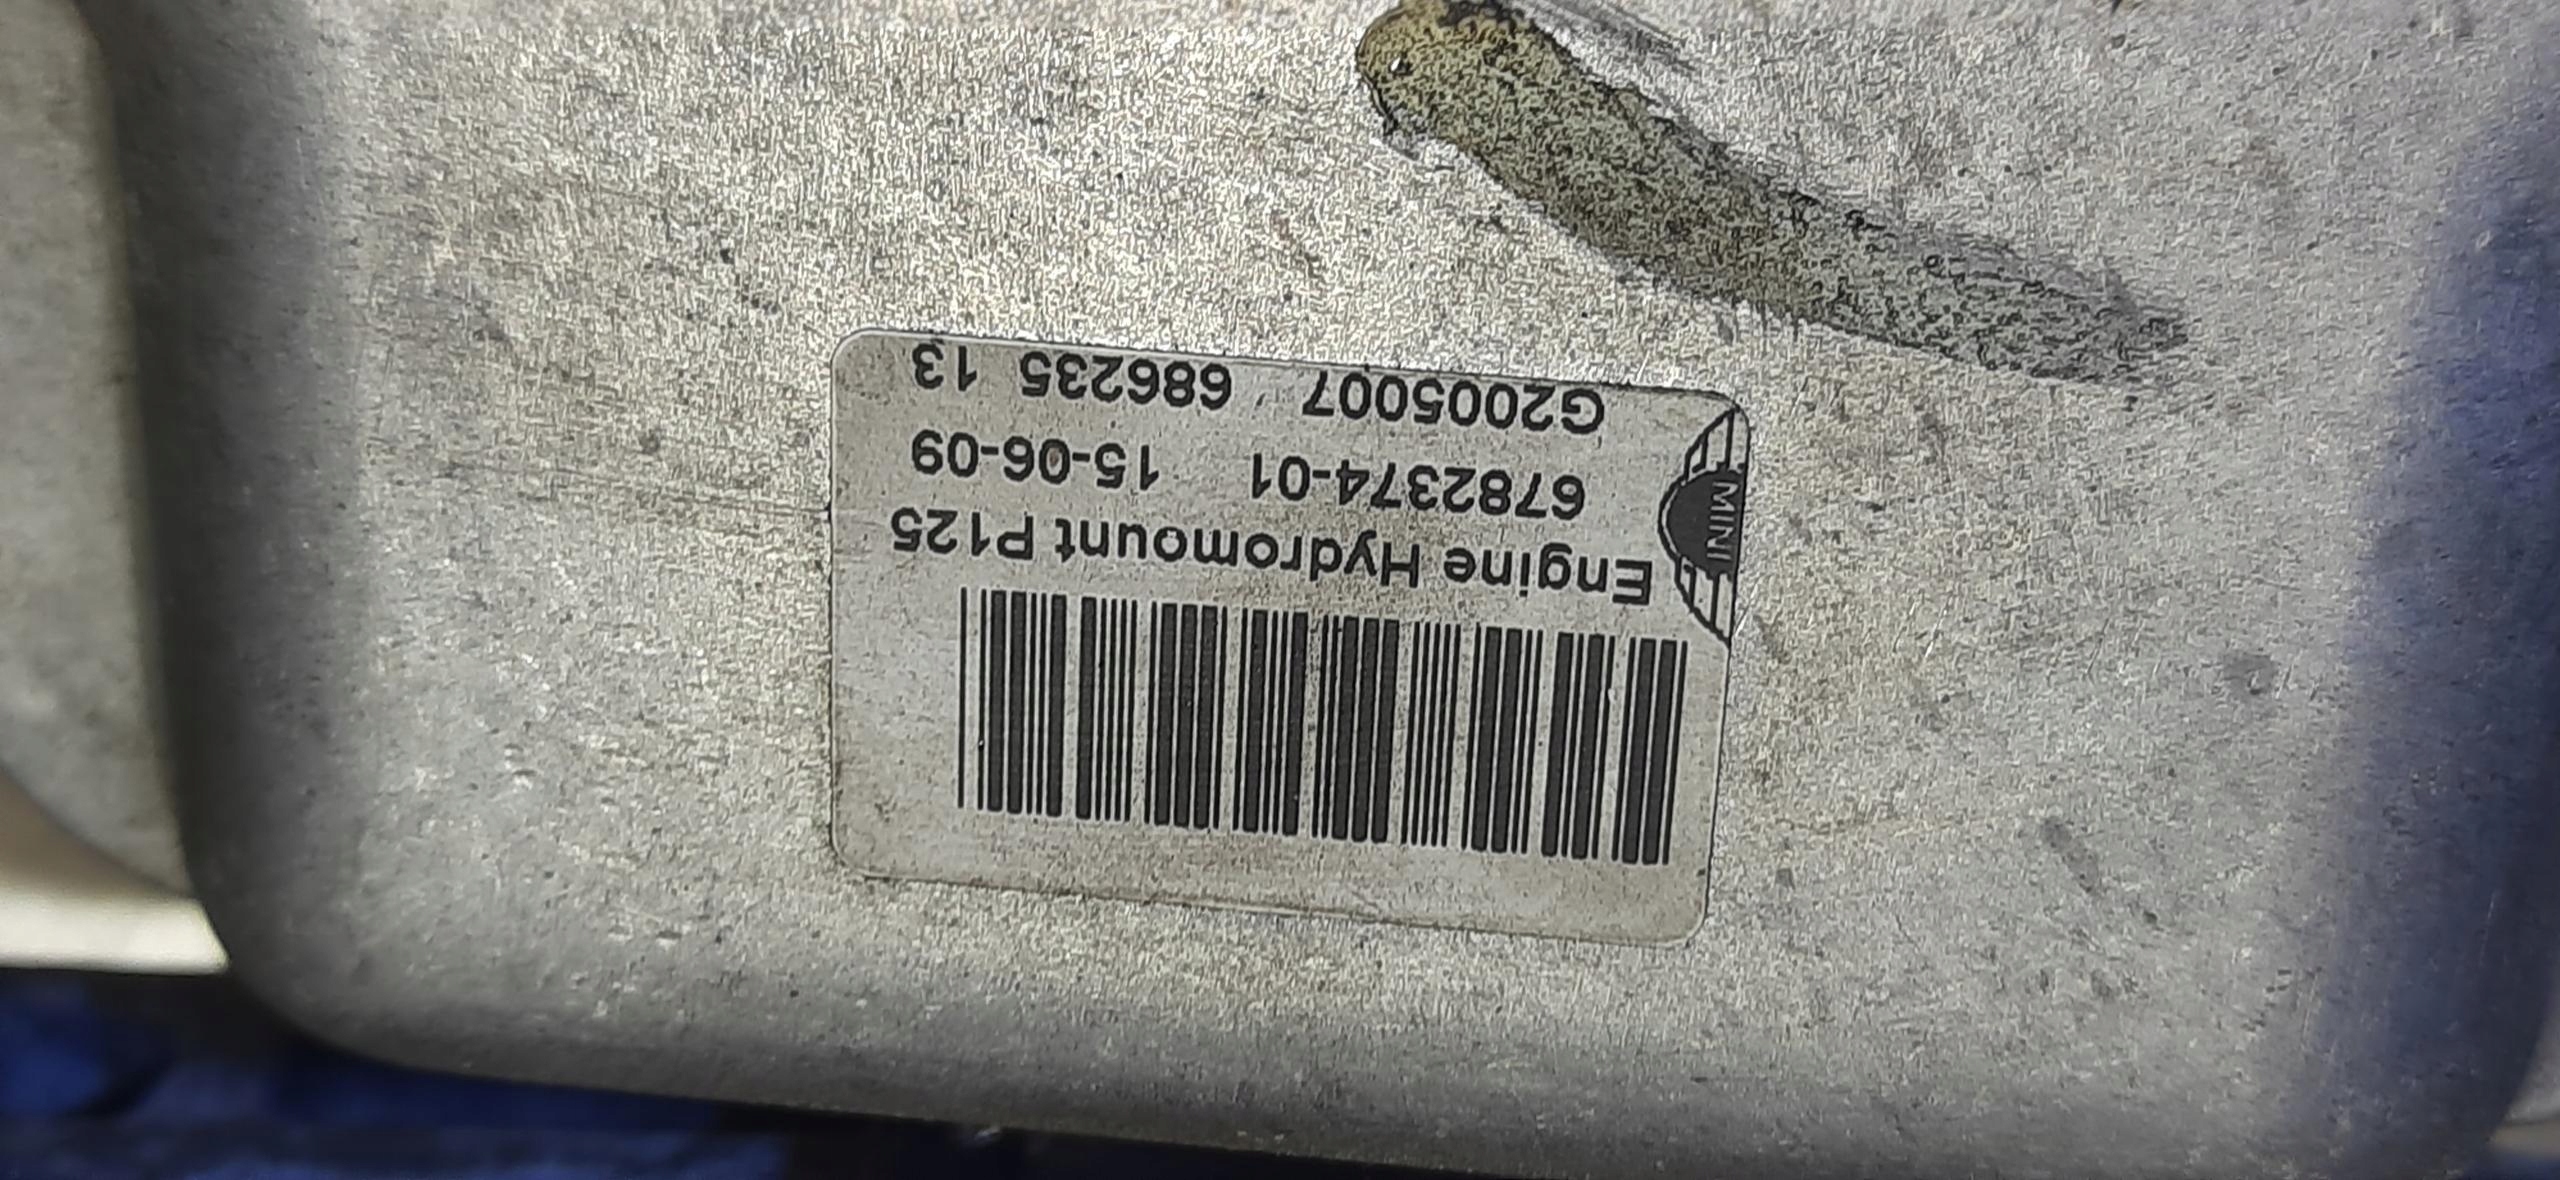 MINI
Engine Hydromount P125
6782374-01 15-06-09
G2005007 686235 13